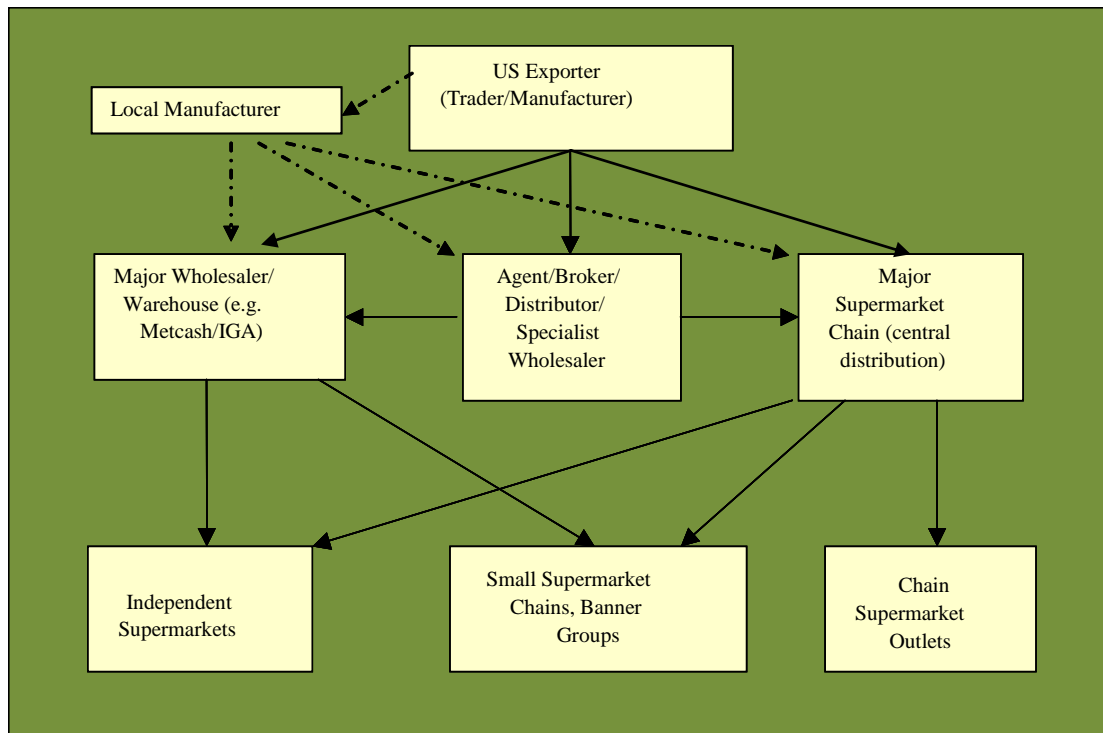 US Exporter
(Trader/Manufacturer)
Local Manufacturer
Major Wholesaler/
Warehouse (e.g.
Metcash/IGA)
Agent/Broker/
Distributor/
Specialist
Wholesaler
Major
Supermarket
Chain (central
distribution)
Independent
Supermarkets
Small Supermarket
Chains, Banner
Groups
Chain
Supermarket
Outlets